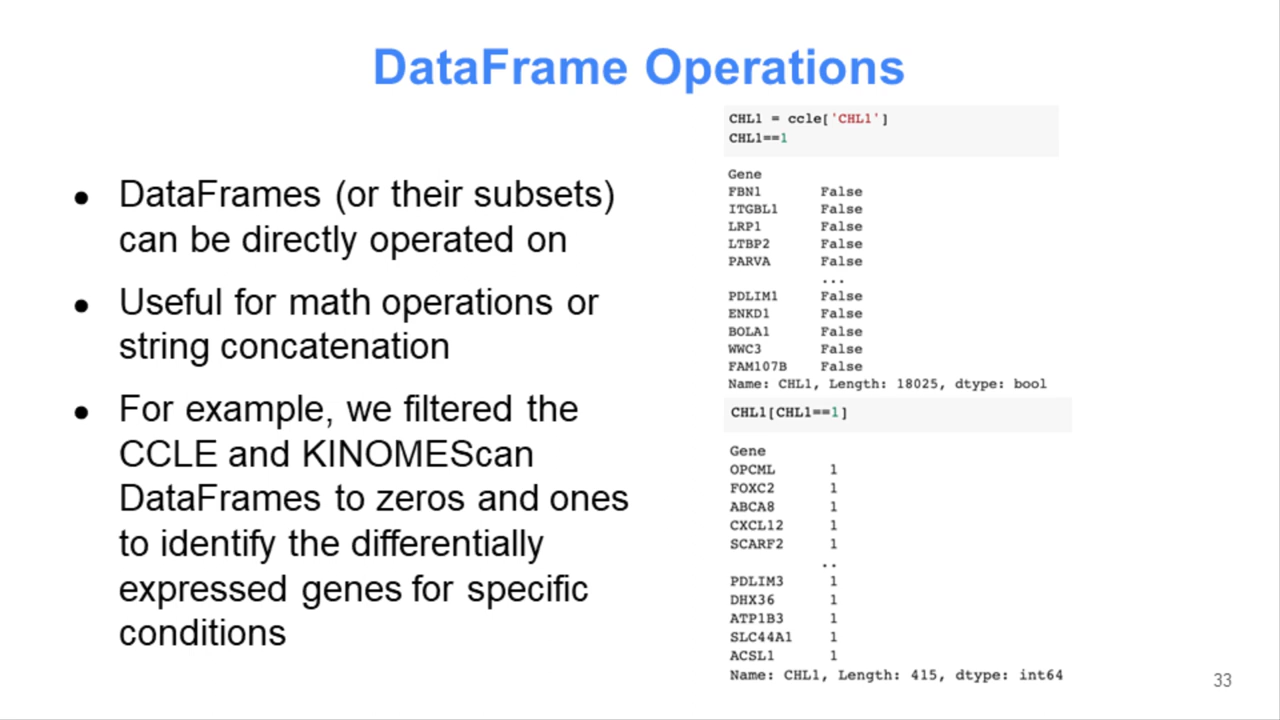 DataFrame Operations
● DataFrames (or their subsets)
can be directly operated on
● Useful for math operations or
string concatenation
● For example, we filtered the
CCLE and KINOMEScan
DataFrames to zeros and ones
to identify the differentially
expressed genes for specific
conditions
CHL1 = ccle['CHL1']
CHL1==1
Gene
FBN1 False
ITGBL1 False
LRP1 False
LTBP2 False
PARVA False
...
PDLIM1 False
ENKD1 False
BOLA1 False
WWC3 False
FAM107B False
Name: CHL1, Length: 18025, dtype: bool
CHL1[CHL1==1]
Gene
OPCML 1
FOXC2 1
ABCA8 1
CXCL12 1
SCARF2 1
..
PDLIM3 1
DHX36 1
ATP1B3 1
SLC44A1 1
ACSL1 1
Name: CHL1, Length: 415, dtype: int64
33